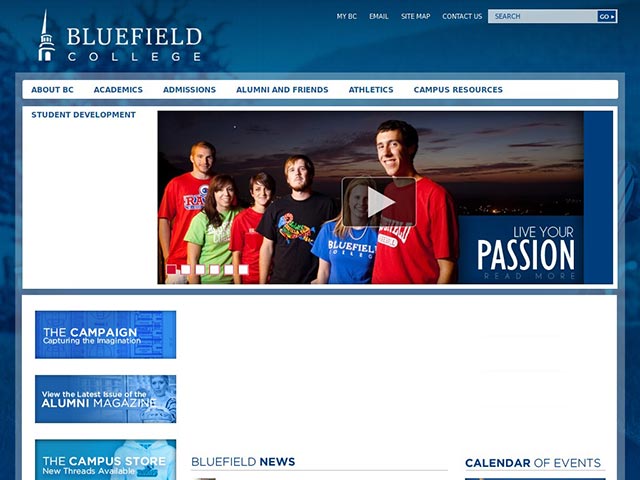 MY BC EMAIL SITE MAP CONTACT US SEARCH GO
BLUEFIELD
COLLEGE
ABOUT BC ACADEMICS ADMISSIONS ALUMNI AND FRIENDS ATHLETICS CAMPUS RESOURCES
STUDENT DEVELOPMENT
BLUEFIELD
COLLEGE
LIVE YOUR
PASSION
READ MORE
THE CAMPAIGN
Capturing the Imagination
View the Latest Issue of the
ALUMNI MAGAZINE
THE CAMPUS STORE
New Threads Available
BLUEFIELD NEWS
CALENDAR OF EVENTS